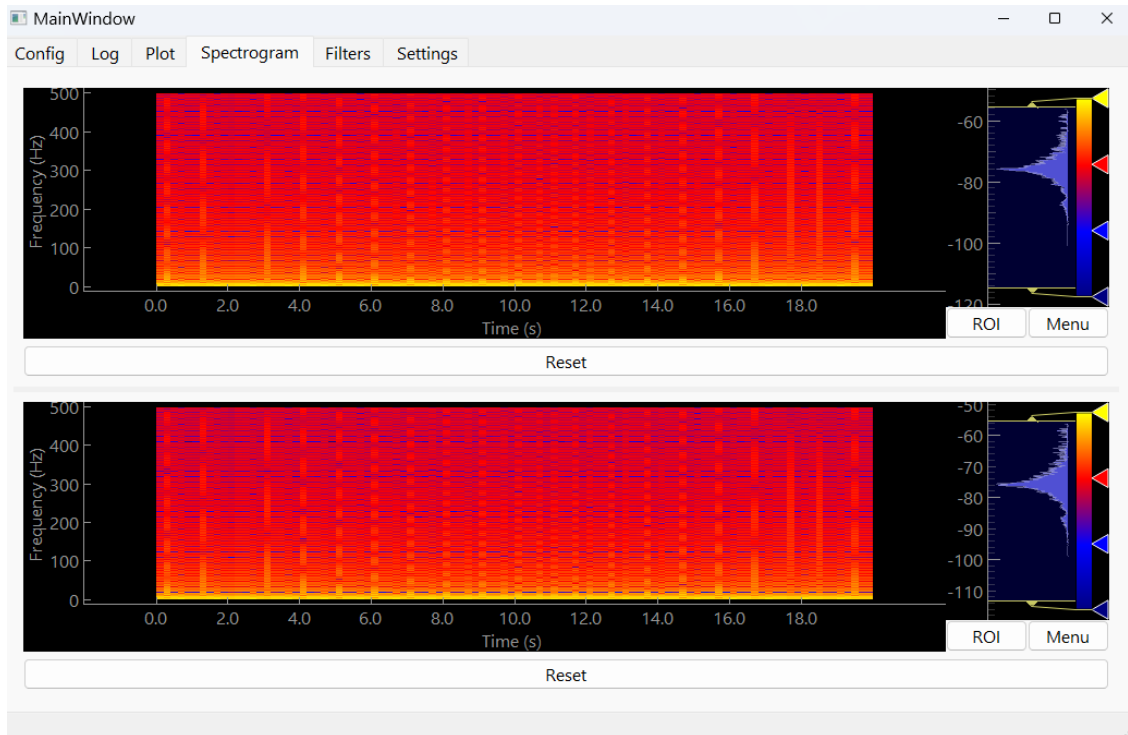 MainWindow
Config Log Plot Spectrogram Filters Settings
500
400
300
200
100
0
Frequency (Hz)
0.0 2.0 4.0 6.0 8.0 10.0 12.0 14.0 16.0 18.0
Time (s)
-60
-80
-100
-120
ROI Menu
Reset
500
400
300
200
100
0
Frequency (Hz)
0.0 2.0 4.0 6.0 8.0 10.0 12.0 14.0 16.0 18.0
Time (s)
-50
-60
-70
-80
-90
-100
-110
ROI Menu
Reset